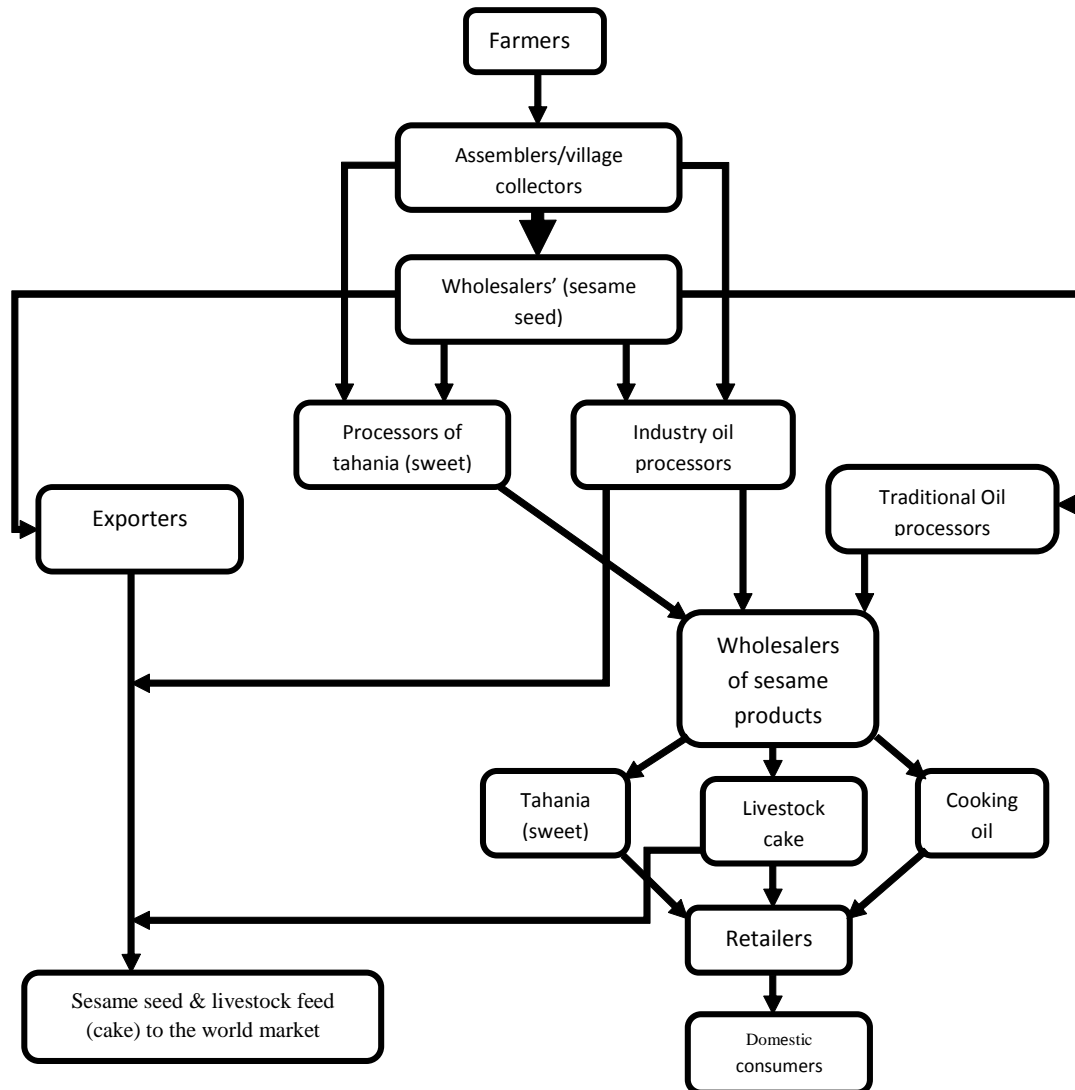 Farmers
Assemblers/village
collectors
Wholesalers’ (sesame
seed)
Processors of
tahania (sweet)
Industry oil
processors
Traditional Oil
processors
Exporters
Wholesalers
of sesame
products
Tahania
(sweet)
Livestock
cake
Cooking
oil
Retailers
Sesame seed & livestock feed
(cake) to the world market
Domestic
consumers